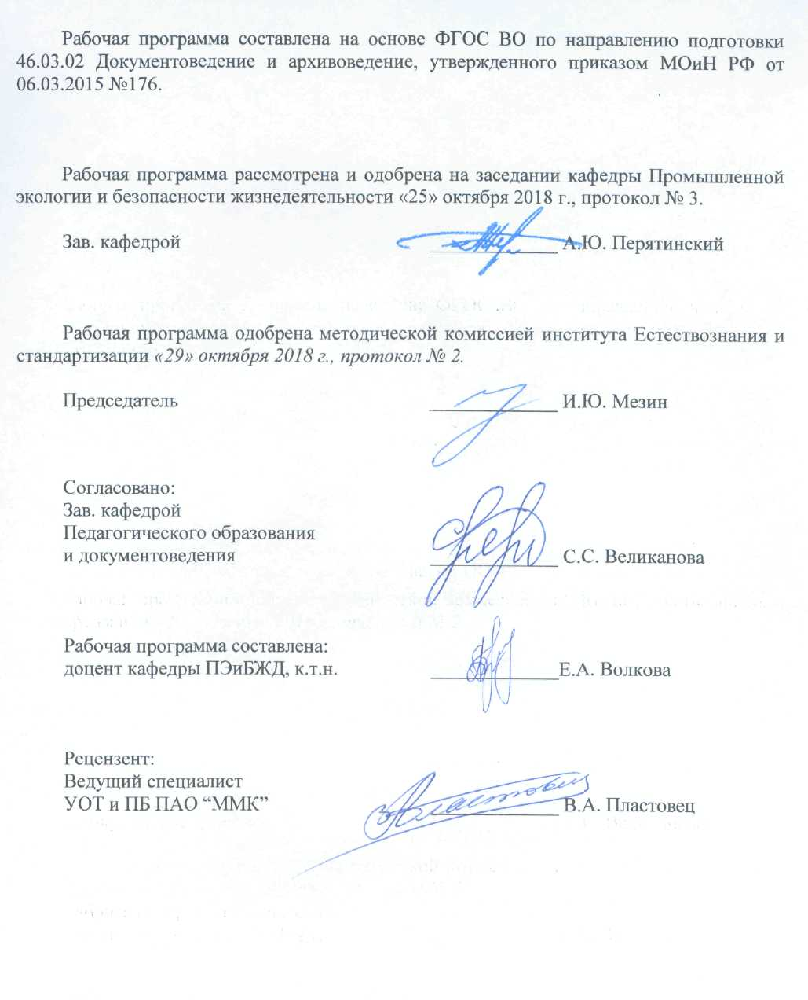 Рабочая программа составлена на основе ФГОС ВО по направлению подготовки
46.03.02 Документоведение и архивоведение, утвержденного приказом МОиН РФ от
06.03.2015 №176.
Рабочая программа рассмотрена и одобрена на заседании кафедры Промышленной
экологии и безопасности жизнедеятельности «25» октября 2018 г., протокол № 3.
Зав. кафедрой А.Ю. Перятинский
Рабочая программа одобрена методической комиссией института Естествознания и
стандартизации «29» октября 2018 г., протокол № 2.
Председатель И.Ю. Мезин
Согласовано:
Зав. кафедрой
Педагогического образования
и документоведения С.С. Великанова
Рабочая программа составлена:
доцент кафедры ПЭиБЖД, к.т.н. Е.А. Волкова
Рецензент:
Ведущий специалист
УОТ и ПБ ПАО “ММК” В.А. Пластовец